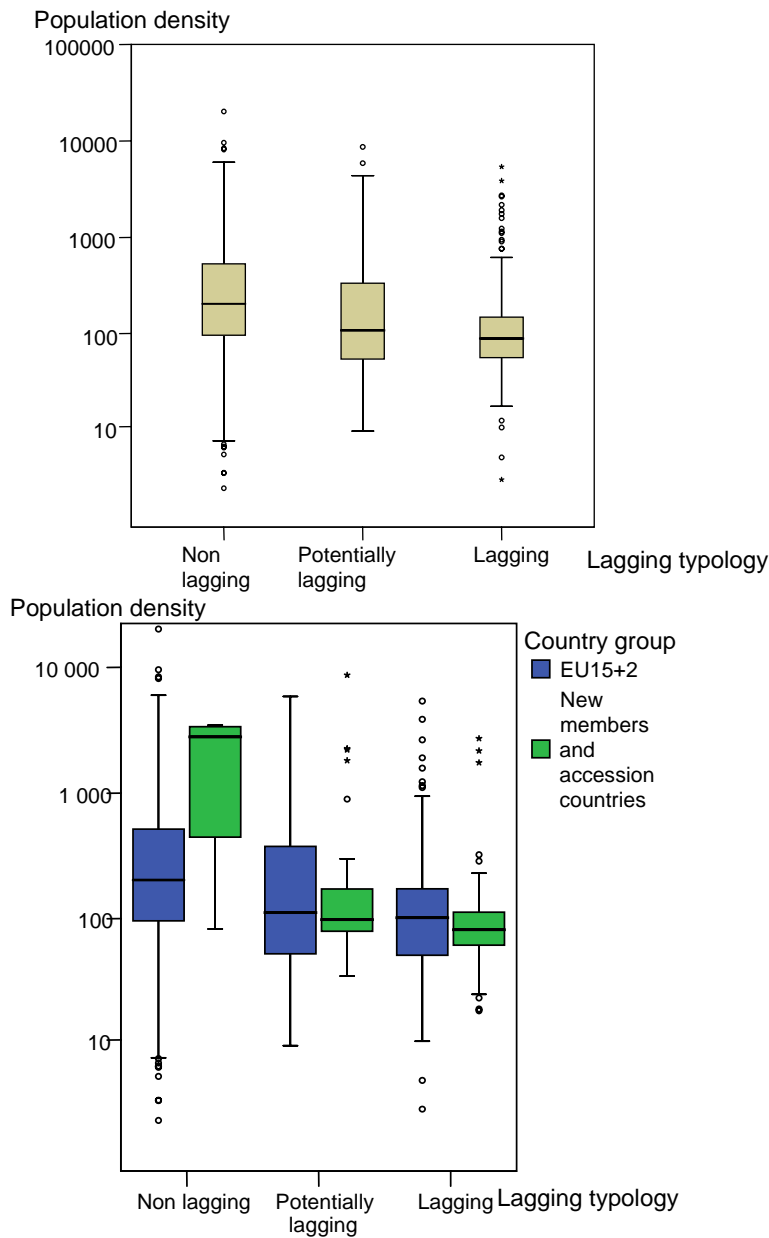 Population density
100000
10000
1000
100
10
Non
lagging
Potentially
lagging
Lagging
Lagging typology
Population density
10 000
1 000
100
10
Non lagging
Potentially
lagging
Lagging
Lagging typology
Country group
EU15+2
New
members
and
accession
countries